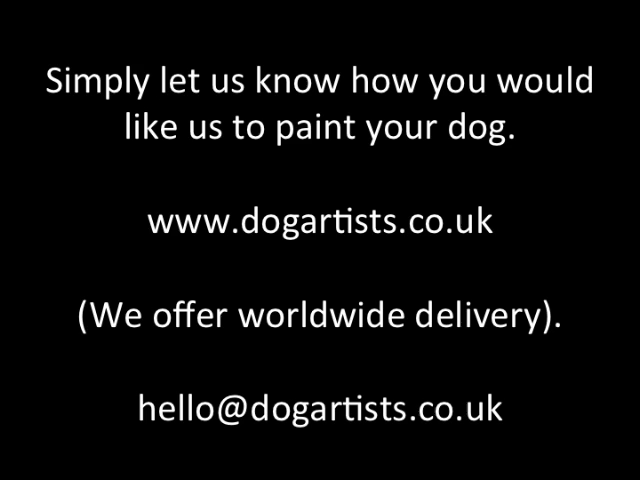 Simply let us know how you would
like us to paint your dog.
www.dogartists.co.uk
(We offer worldwide delivery).
hello@dogartists.co.uk